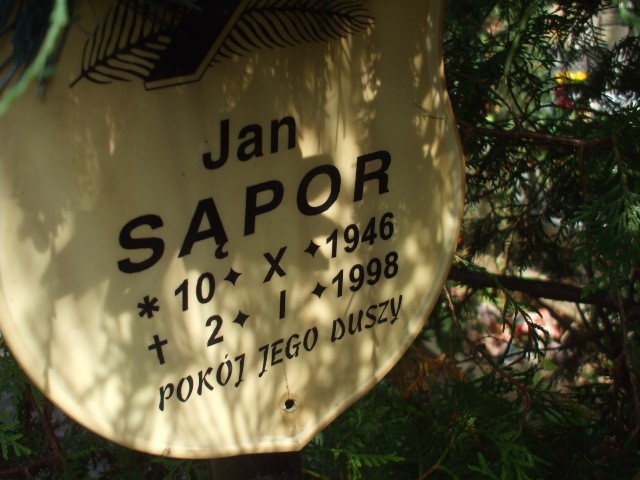 Jan
SĄPOR
* 10 ✦ X ✦ 1946
† 2 ✦ I ✦ 1998
POKÓJ JEGO DUSZY